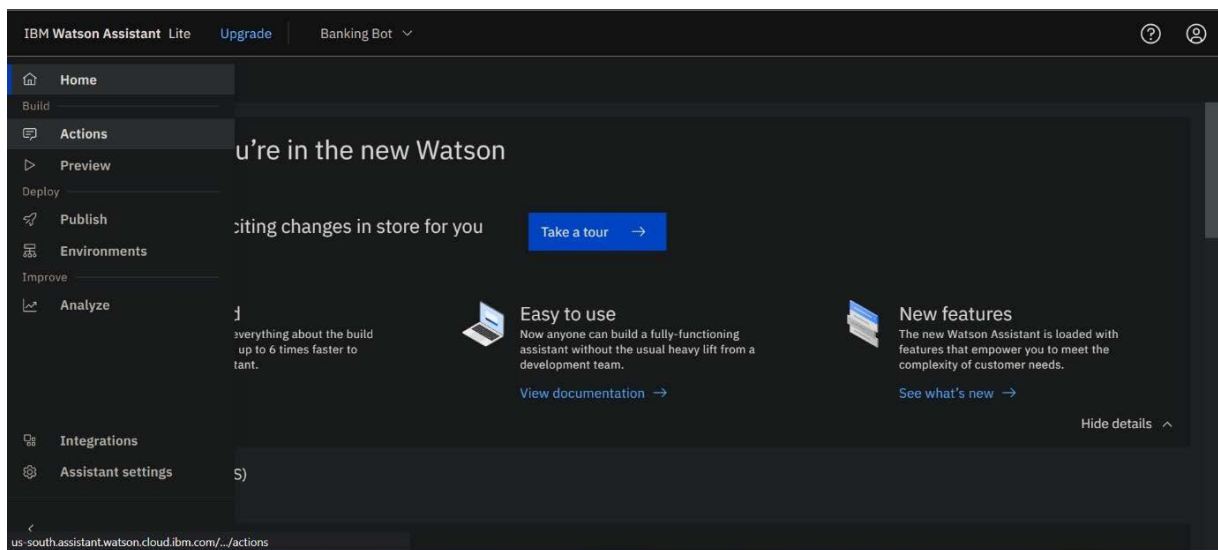 IBM Watson Assistant Lite Upgrade Banking Bot
Home
Build
Actions
Preview
Deploy
Publish
Environments
Improve
Analyze
Integrations
Assistant settings
u’re in the new Watson
citing changes in store for you
Take a tour
d
everything about the build
up to 6 times faster to
tant.
Easy to use
Now anyone can build a fully-functioning
assistant without the usual heavy lift from a
development team.
View documentation
New features
The new Watson Assistant is loaded with
features that empower you to meet the
complexity of customer needs.
See what’s new
Hide details
S)
us-south.assistant.watson.cloud.ibm.com/.../actions